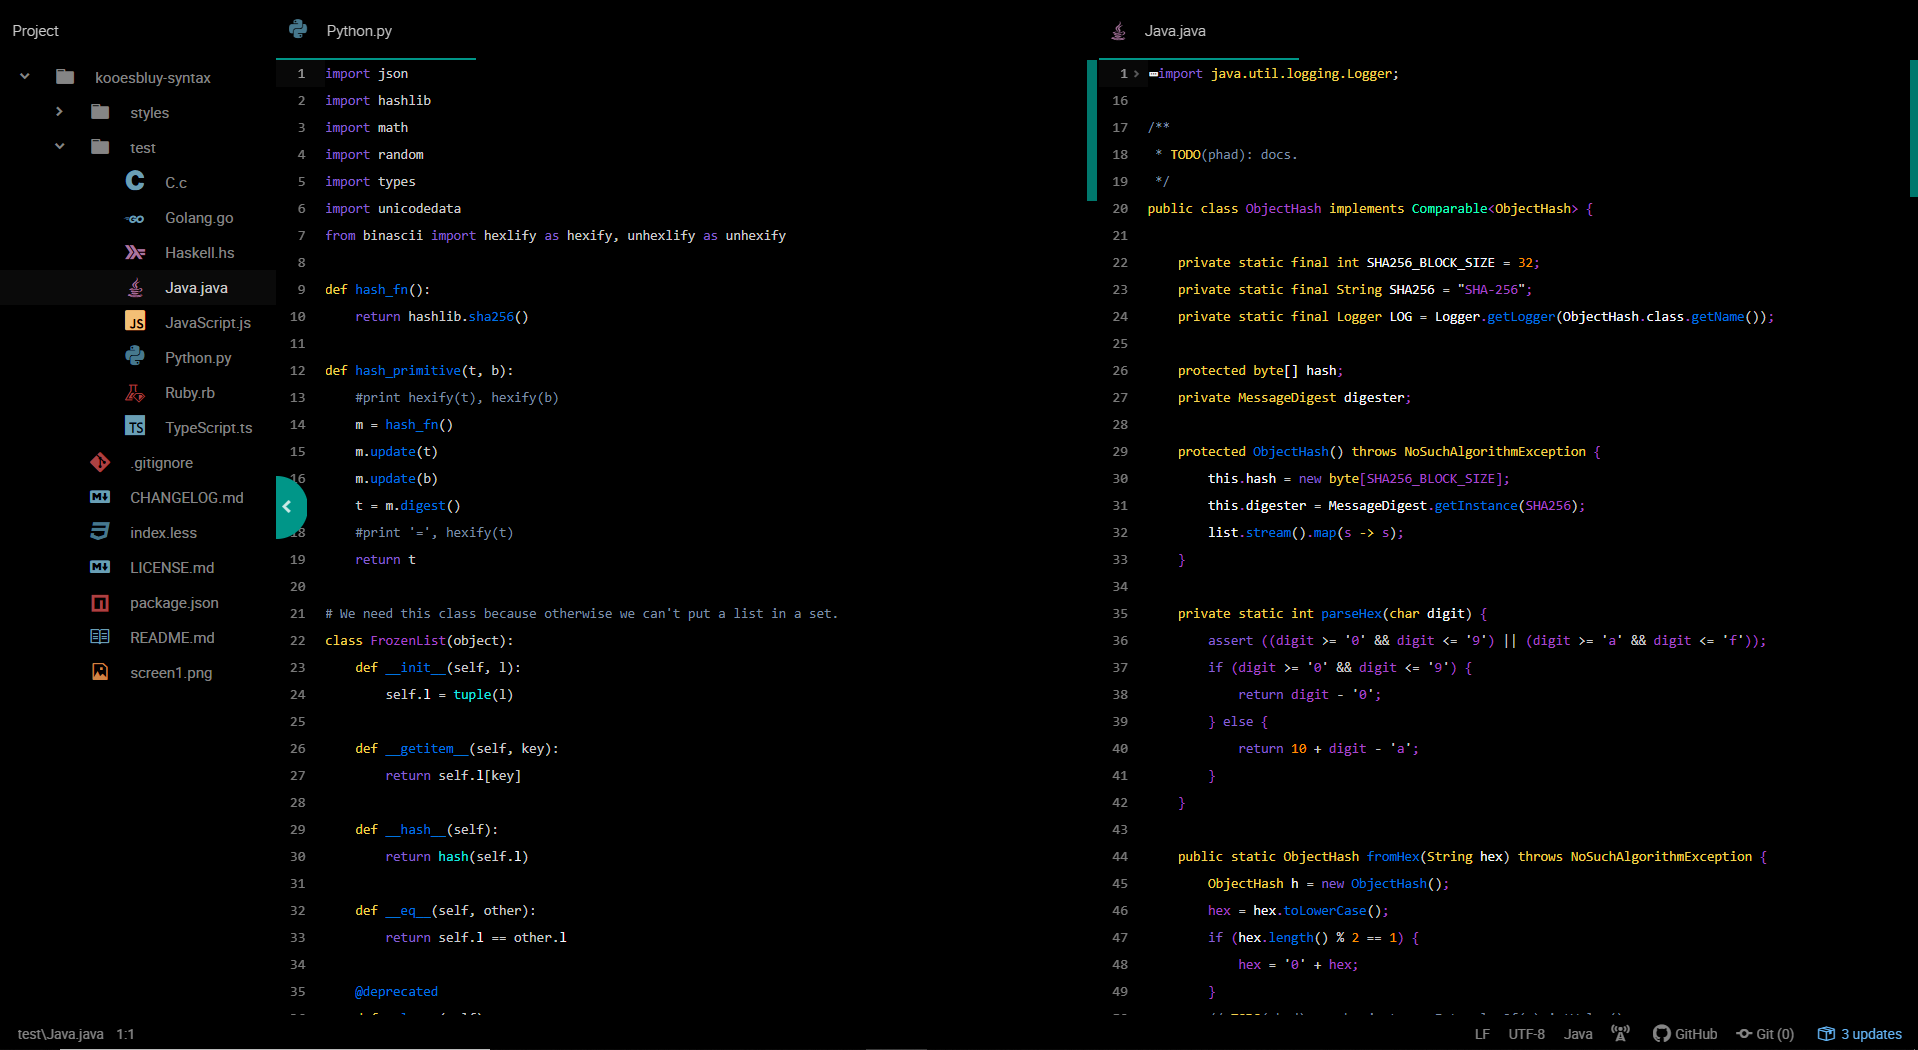 Project
kooesbluy-syntax
styles
test
C.c
Golang.go
Haskell.hs
Java.java
JavaScript.js
Python.py
Ruby.rb
TypeScript.ts
.gitignore
CHANGELOG.md
index.less
LICENSE.md
package.json
README.md
screen1.png
Python.py
1 import json
2 import hashlib
3 import math
4 import random
5 import types
6 import unicodedata
7 from binascii import hexlify as hexify, unhexlify as unhexify
8
9 def hash_fn():
10     return hashlib.sha256()
11
12 def hash_primitive(t, b):
13     #print hexify(t), hexify(b)
14     m = hash_fn()
15     m.update(t)
16     m.update(b)
    t = m.digest()
18     #print '=', hexify(t)
19     return t
20
21 # We need this class because otherwise we can't put a list in a set.
22 class FrozenList(object):
23     def __init__(self, l):
24         self.l = tuple(l)
25
26     def __getitem__(self, key):
27         return self.l[key]
28
29     def __hash__(self):
30         return hash(self.l)
31
32     def __eq__(self, other):
33         return self.l == other.l
34
35     @deprecated
Java.java
1 import java.util.logging.Logger;
16
17 /**
18  * TODO(phad): docs.
19  */
20 public class ObjectHash implements Comparable<ObjectHash> {
21
22     private static final int SHA256_BLOCK_SIZE = 32;
23     private static final String SHA256 = "SHA-256";
24     private static final Logger LOG = Logger.getLogger(ObjectHash.class.getName());
25
26     protected byte[] hash;
27     private MessageDigest digester;
28
29     protected ObjectHash() throws NoSuchAlgorithmException {
30         this.hash = new byte[SHA256_BLOCK_SIZE];
31         this.digester = MessageDigest.getInstance(SHA256);
32         list.stream().map(s -> s);
33     }
34
35     private static int parseHex(char digit) {
36         assert ((digit >= '0' && digit <= '9') || (digit >= 'a' && digit <= 'f'));
37         if (digit >= '0' && digit <= '9') {
38             return digit - '0';
39         } else {
40             return 10 + digit - 'a';
41         }
42     }
43
44     public static ObjectHash fromHex(String hex) throws NoSuchAlgorithmException {
45         ObjectHash h = new ObjectHash();
46         hex = hex.toLowerCase();
47         if (hex.length() % 2 == 1) {
48             hex = '0' + hex;
49         }
test\Java.java 1:1
LF UTF-8 Java GitHub Git (0) 3 updates